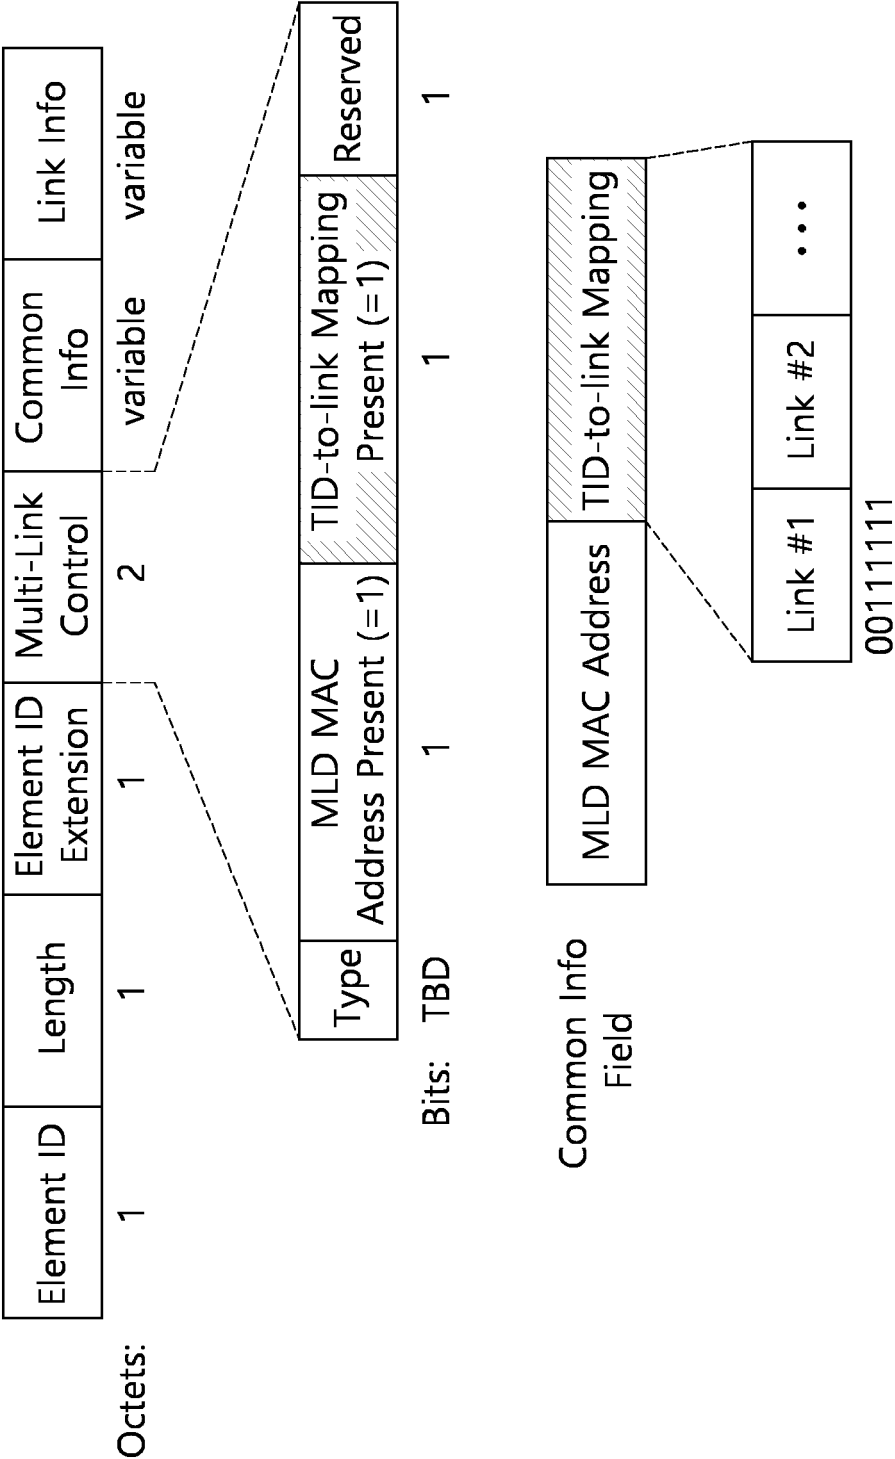 Element ID
Length
Element ID
Extension
Multi-Link
Control
Common
Info
Link Info
Octets:
1
1
1
2
variable
variable
Type
MLD MAC
Address Present (=1)
TID-to-link Mapping
Present (=1)
Reserved
Bits:
TBD
1
1
1
Common Info
Field
MLD MAC Address
TID-to-link Mapping
Link #1
Link #2
•••
00111111